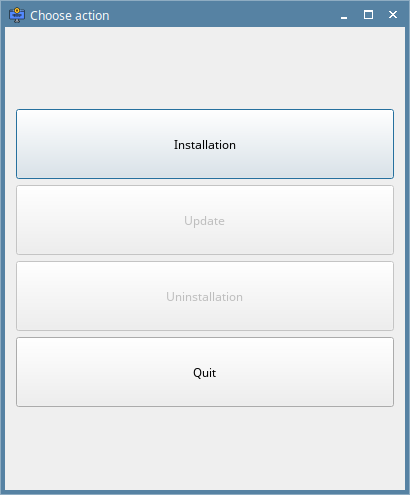 Choose action
Installation
Update
Uninstallation
Quit